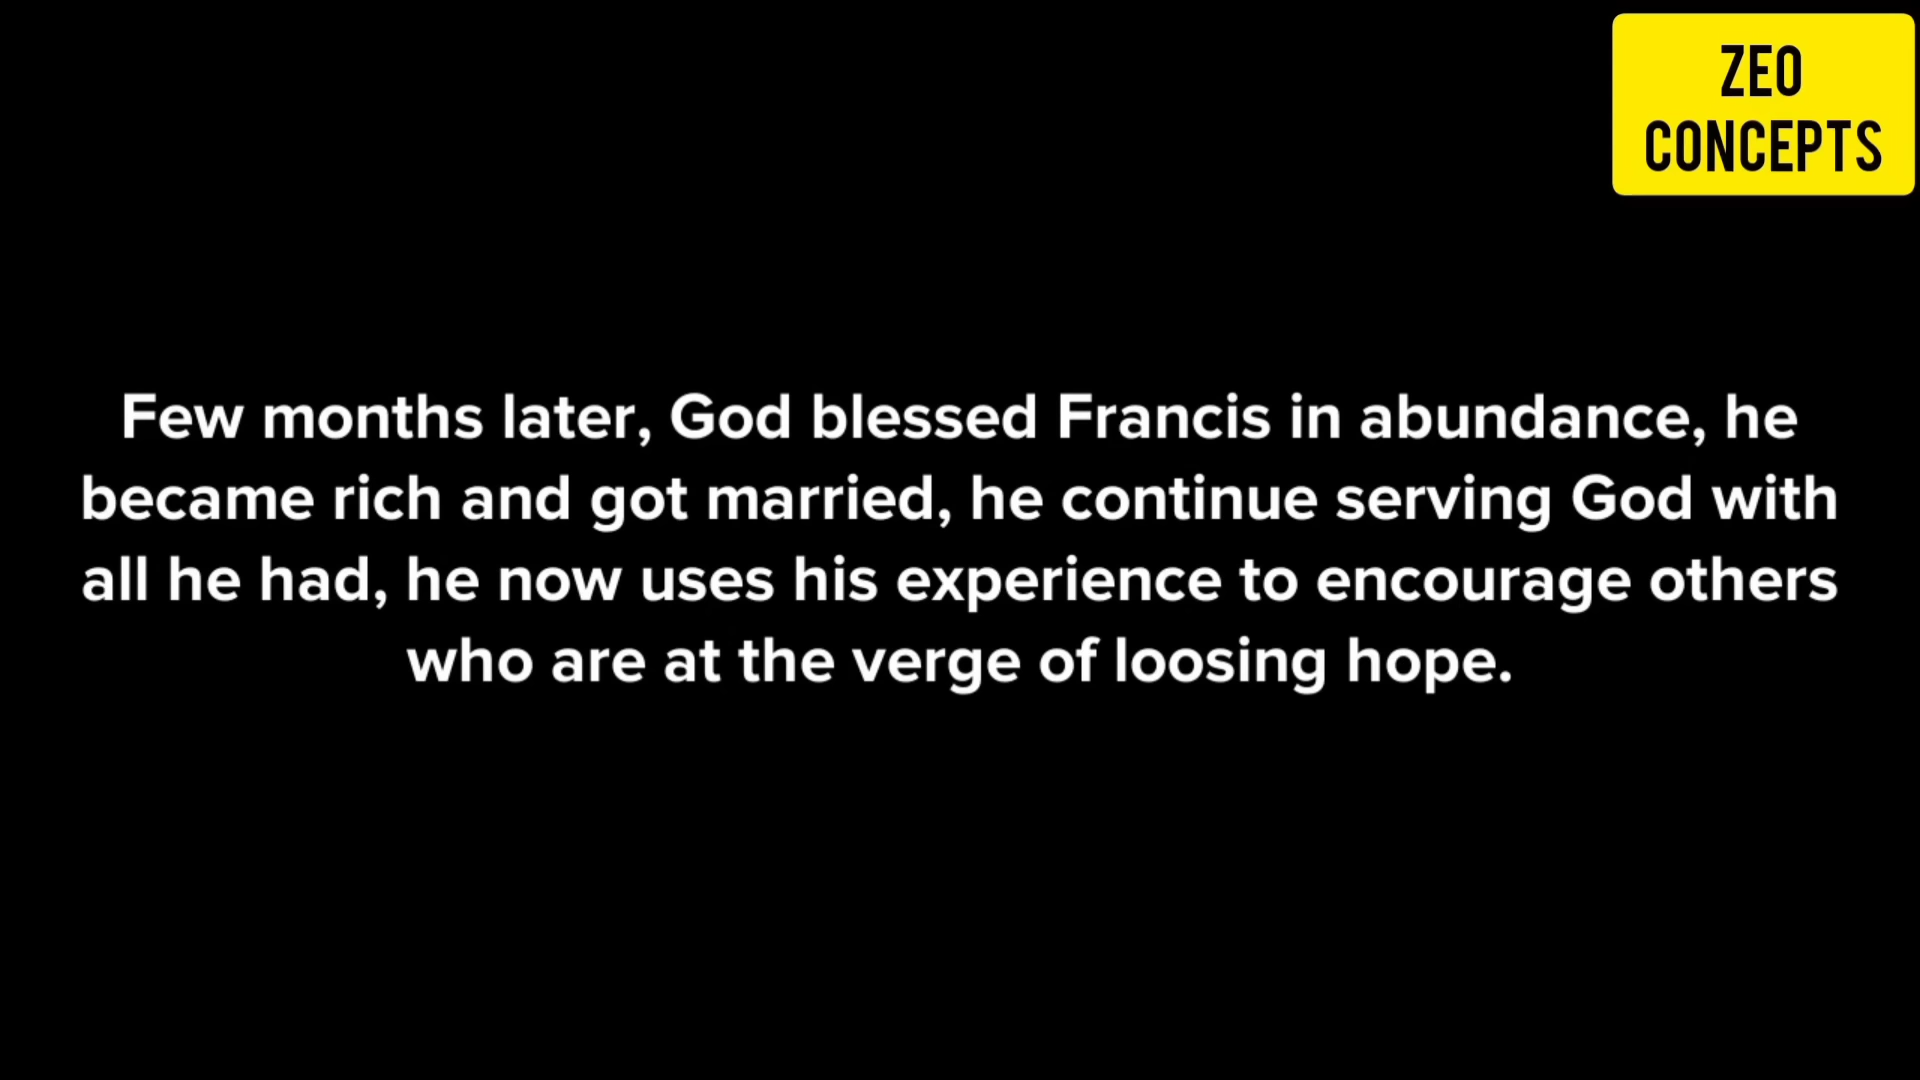 ZEO
CONCEPTS
Few months later, God blessed Francis in abundance, he
became rich and got married, he continue serving God with
all he had, he now uses his experience to encourage others
who are at the verge of loosing hope.